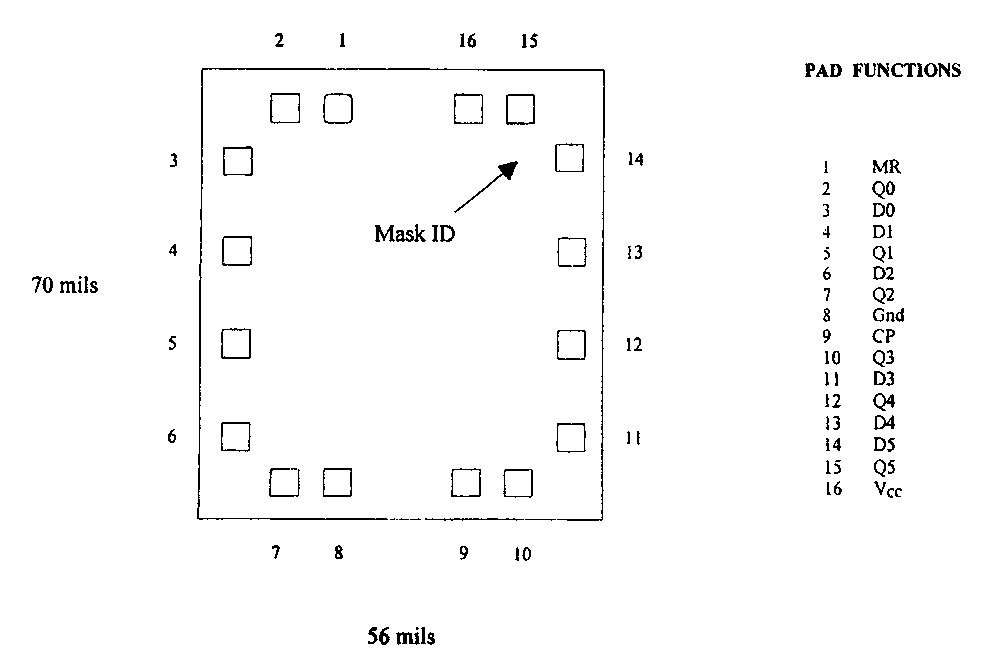 2 1 16 15
PAD FUNCTIONS
3 14
1 MR
2 Q0
3 D0
Mask ID
4 D1
4 13
5 Q1
6 D2
70 mils
7 Q2
8 Gnd
9 CP
5 12
10 Q3
11 D3
12 Q4
13 D4
6 11
14 D5
15 Q5
16 Vcc
7 8 9 10
56 mils